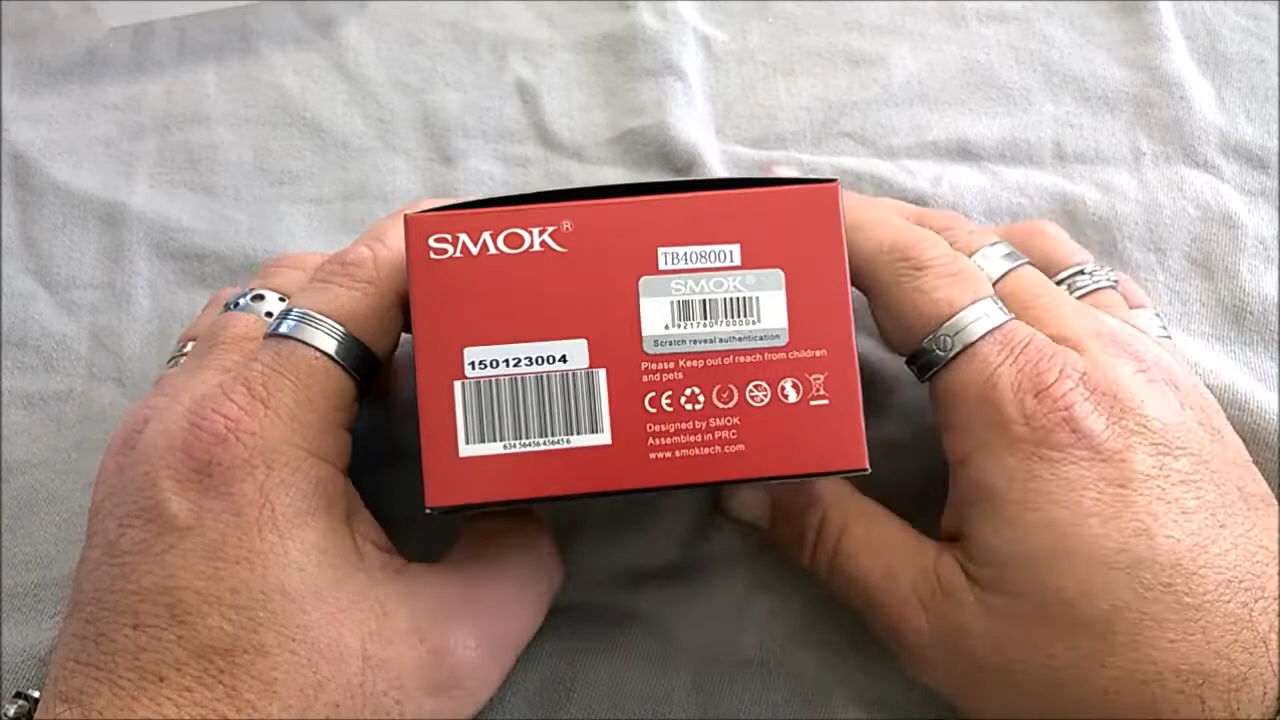 SMOK®
TB408001
SMOK®
6 921760 700006
Scratch reveal authentication
150123004
634 56456 45645 6
Please Keep out of reach from children
and pets
CE
Designed by SMOK
Assembled in PRC
www.smoktech.com